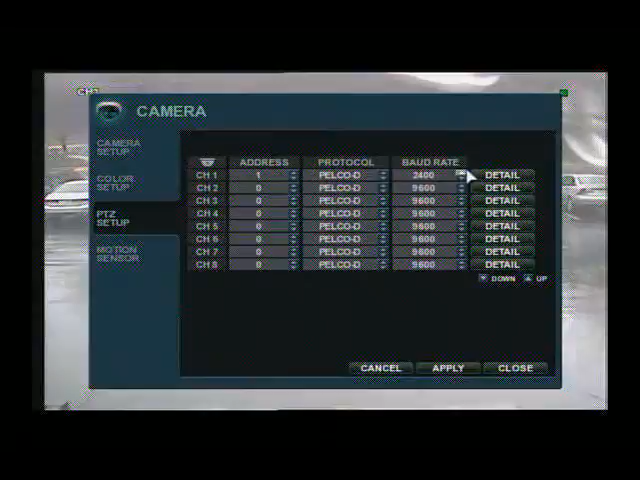 CAMERA
CAMERA SETUP
COLOR SETUP
PTZ SETUP
MOTION SENSOR
ADDRESS PROTOCOL BAUD RATE
CH 1 1 PELCO-D 2400 DETAIL
CH 2 0 PELCO-D 9600 DETAIL
CH 3 0 PELCO-D 9600 DETAIL
CH 4 0 PELCO-D 9600 DETAIL
CH 5 0 PELCO-D 9600 DETAIL
CH 6 0 PELCO-D 9600 DETAIL
CH 7 0 PELCO-D 9600 DETAIL
CH 8 0 PELCO-D 9600 DETAIL
DOWN UP
CANCEL APPLY CLOSE